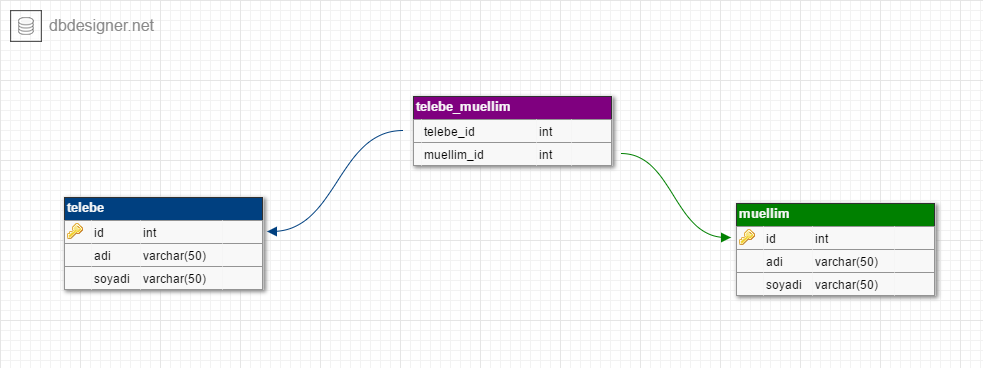 dbdesigner.net
telebe_muellim
telebe_id int
muellim_id int
telebe
id int
adi varchar(50)
soyadi varchar(50)
muellim
id int
adi varchar(50)
soyadi varchar(50)